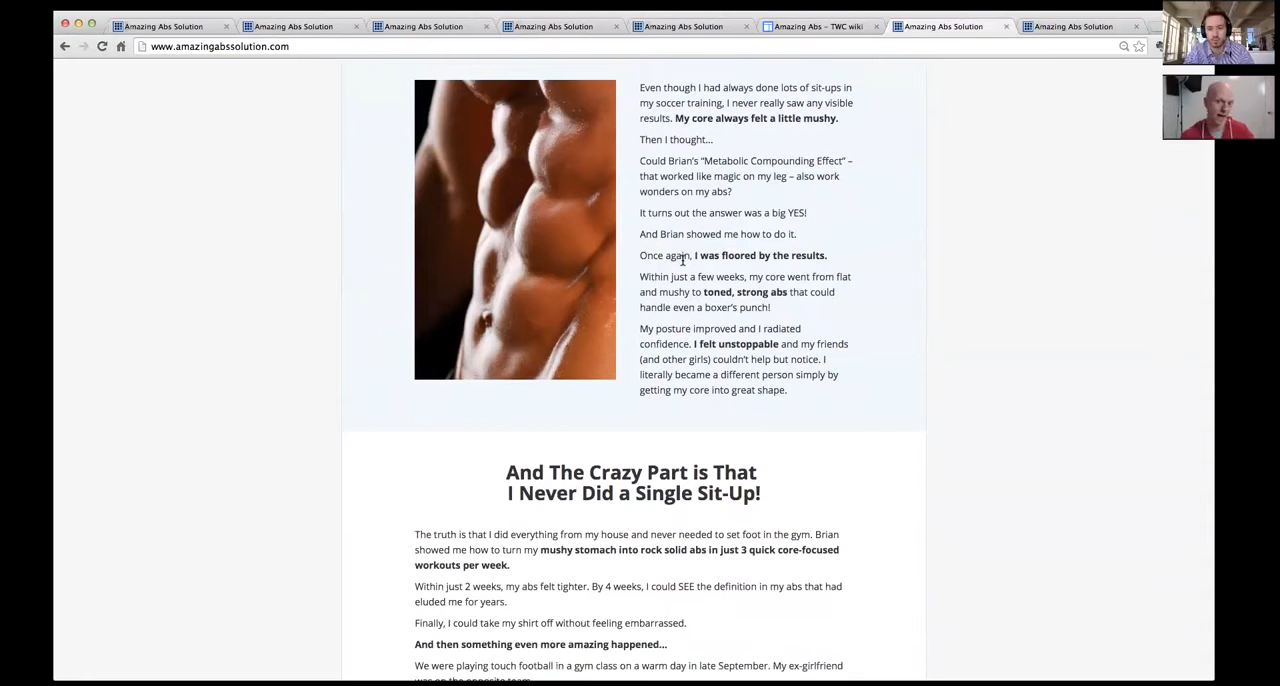 Amazing Abs Solution
Amazing Abs Solution
Amazing Abs Solution
Amazing Abs Solution
Amazing Abs Solution
Amazing Abs – TWC wiki
Amazing Abs Solution
Amazing Abs Solution
www.amazingabssolution.com
Even though I had always done lots of sit-ups in
my soccer training, I never really saw any visible
results. My core always felt a little mushy.
Then I thought...
Could Brian's “Metabolic Compounding Effect” –
that worked like magic on my leg – also work
wonders on my abs?
It turns out the answer was a big YES!
And Brian showed me how to do it.
Once again, I was floored by the results.
Within just a few weeks, my core went from flat
and mushy to toned, strong abs that could
handle even a boxer's punch!
My posture improved and I radiated
confidence. I felt unstoppable and my friends
(and other girls) couldn't help but notice. I
literally became a different person simply by
getting my core into great shape.
And The Crazy Part is That
I Never Did a Single Sit-Up!
The truth is that I did everything from my house and never needed to set foot in the gym. Brian
showed me how to turn my mushy stomach into rock solid abs in just 3 quick core-focused
workouts per week.
Within just 2 weeks, my abs felt tighter. By 4 weeks, I could SEE the definition in my abs that had
eluded me for years.
Finally, I could take my shirt off without feeling embarrassed.
And then something even more amazing happened...
We were playing touch football in a gym class on a warm day in late September. My ex-girlfriend
was on the opposite team.